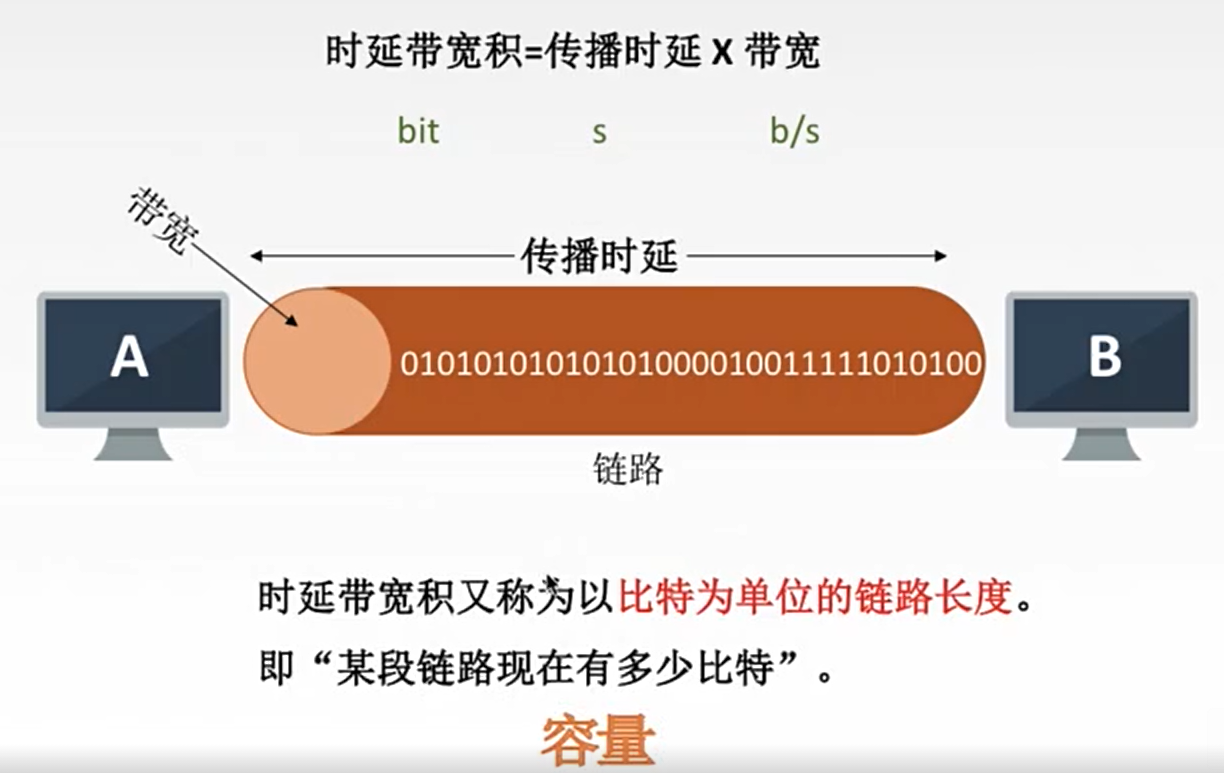 时延带宽积=传播时延 X 带宽
bit s b/s
带宽
传播时延
A
01010101010101000010011111010100
B
链路
时延带宽积又称为以比特为单位的链路长度。
即“某段链路现在有多少比特”。
容量